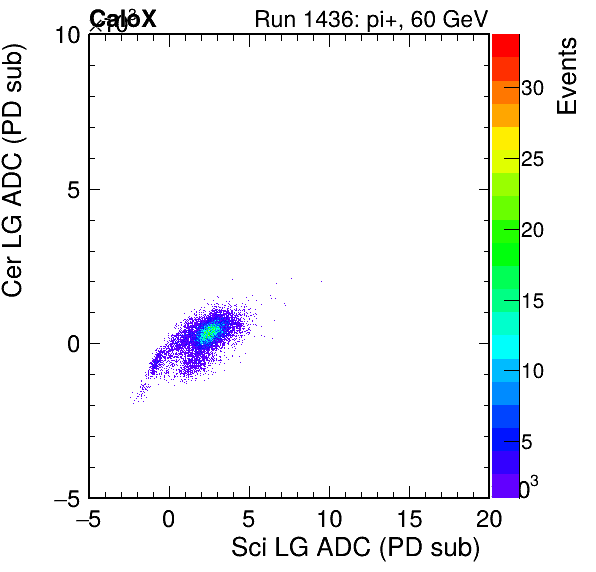 CaloX Run 1436: pi+, 60 GeV
×10³
10
5
0
−5
Cer LG ADC (PD sub)
−5 0 5 10 15 20
Sci LG ADC (PD sub)
30
25
20
15
10
5
0
Events